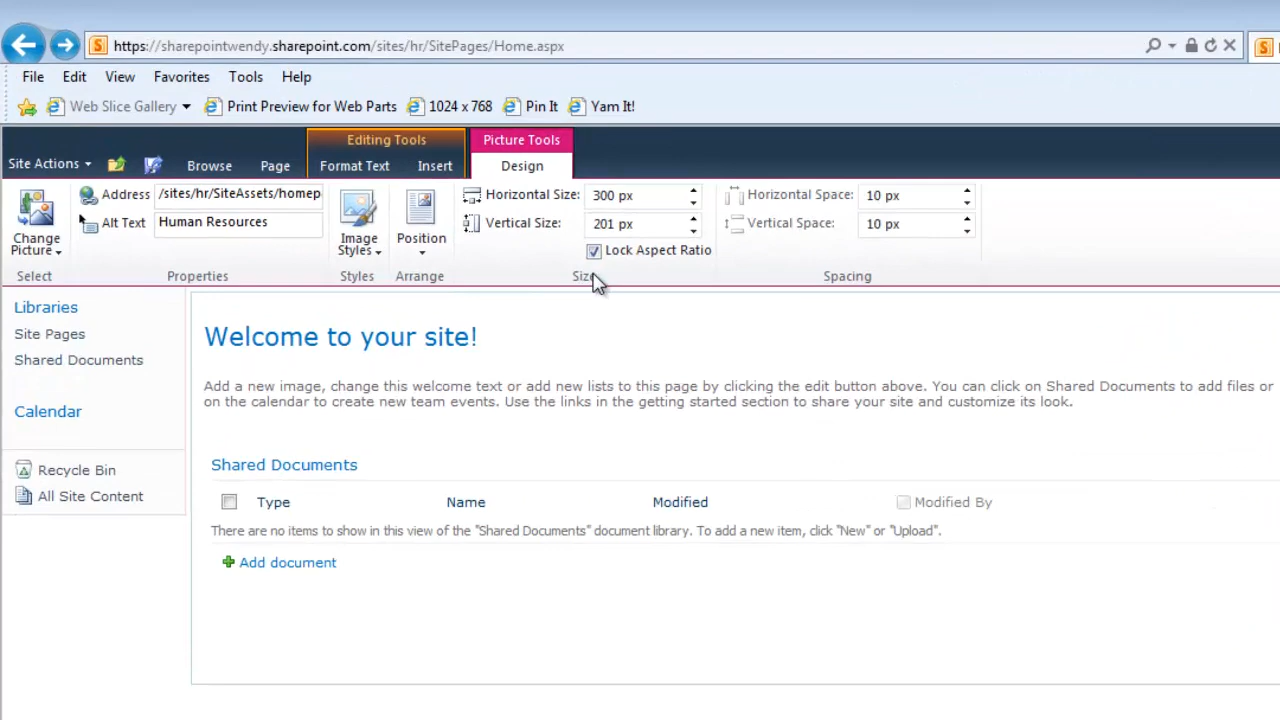 https://sharepointwendy.sharepoint.com/sites/hr/SitePages/Home.aspx
File Edit View Favorites Tools Help
Web Slice Gallery Print Preview for Web Parts 1024 x 768 Pin It Yam It!
Editing Tools Picture Tools
Site Actions Browse Page Format Text Insert Design
Address /sites/hr/SiteAssets/homep Horizontal Size: 300 px Horizontal Space: 10 px
Alt Text Human Resources Vertical Size: 201 px Vertical Space: 10 px
Change Picture Image Styles Position Lock Aspect Ratio
Select Properties Styles Arrange Size Spacing
Libraries
Site Pages
Shared Documents
Calendar
Recycle Bin
All Site Content
Welcome to your site!
Add a new image, change this welcome text or add new lists to this page by clicking the edit button above. You can click on Shared Documents to add files or
on the calendar to create new team events. Use the links in the getting started section to share your site and customize its look.
Shared Documents
Type Name Modified Modified By
There are no items to show in this view of the "Shared Documents" document library. To add a new item, click "New" or "Upload".
Add document